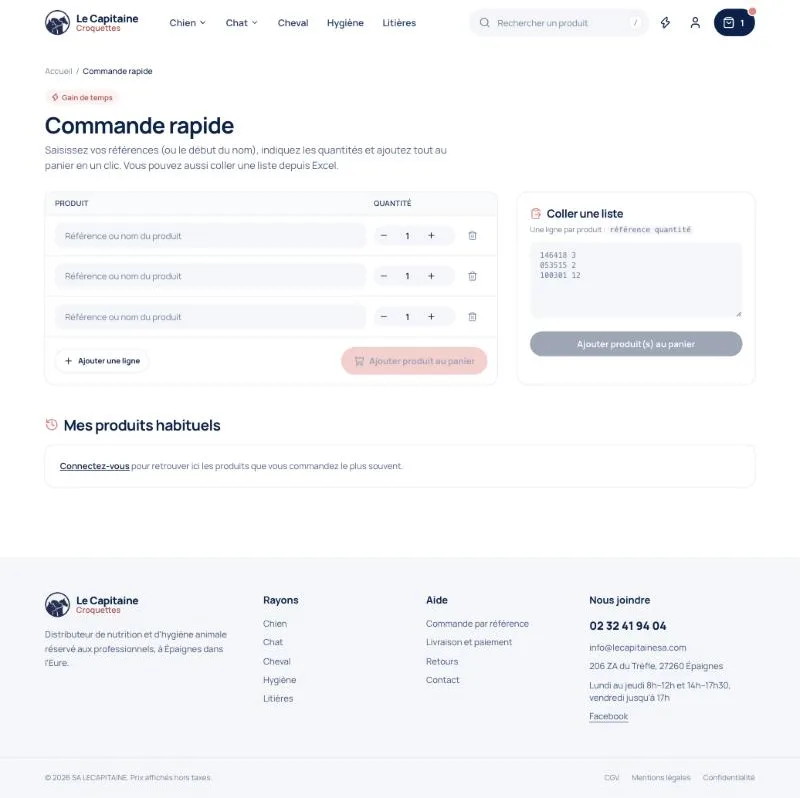 Le Capitaine
Croquettes
Chien
Chat
Cheval
Hygiène
Litières
Rechercher un produit
/
1
Accueil / Commande rapide
Gain de temps
Commande rapide
Saisissez vos références (ou le début du nom), indiquez les quantités et ajoutez tout au
panier en un clic. Vous pouvez aussi coller une liste depuis Excel.
PRODUIT
QUANTITÉ
Référence ou nom du produit
− 1 +
Référence ou nom du produit
− 1 +
Référence ou nom du produit
− 1 +
+ Ajouter une ligne
Ajouter produit au panier
Coller une liste
Une ligne par produit : référence quantité
146418 3
053515 2
100301 12
Ajouter produit(s) au panier
Mes produits habituels
Connectez-vous pour retrouver ici les produits que vous commandez le plus souvent.
Le Capitaine
Croquettes
Distributeur de nutrition et d'hygiène animale
réservé aux professionnels, à Épaignes dans
l'Eure.
Rayons
Chien
Chat
Cheval
Hygiène
Litières
Aide
Commande par référence
Livraison et paiement
Retours
Contact
Nous joindre
02 32 41 94 04
info@lecapitainesa.com
206 ZA du Trèfle, 27260 Épaignes
Lundi au jeudi 8h–12h et 14h–17h30,
vendredi jusqu'à 17h
Facebook
© 2026 SA LECAPITAINE. Prix affichés hors taxes.
CGV
Mentions légales
Confidentialité